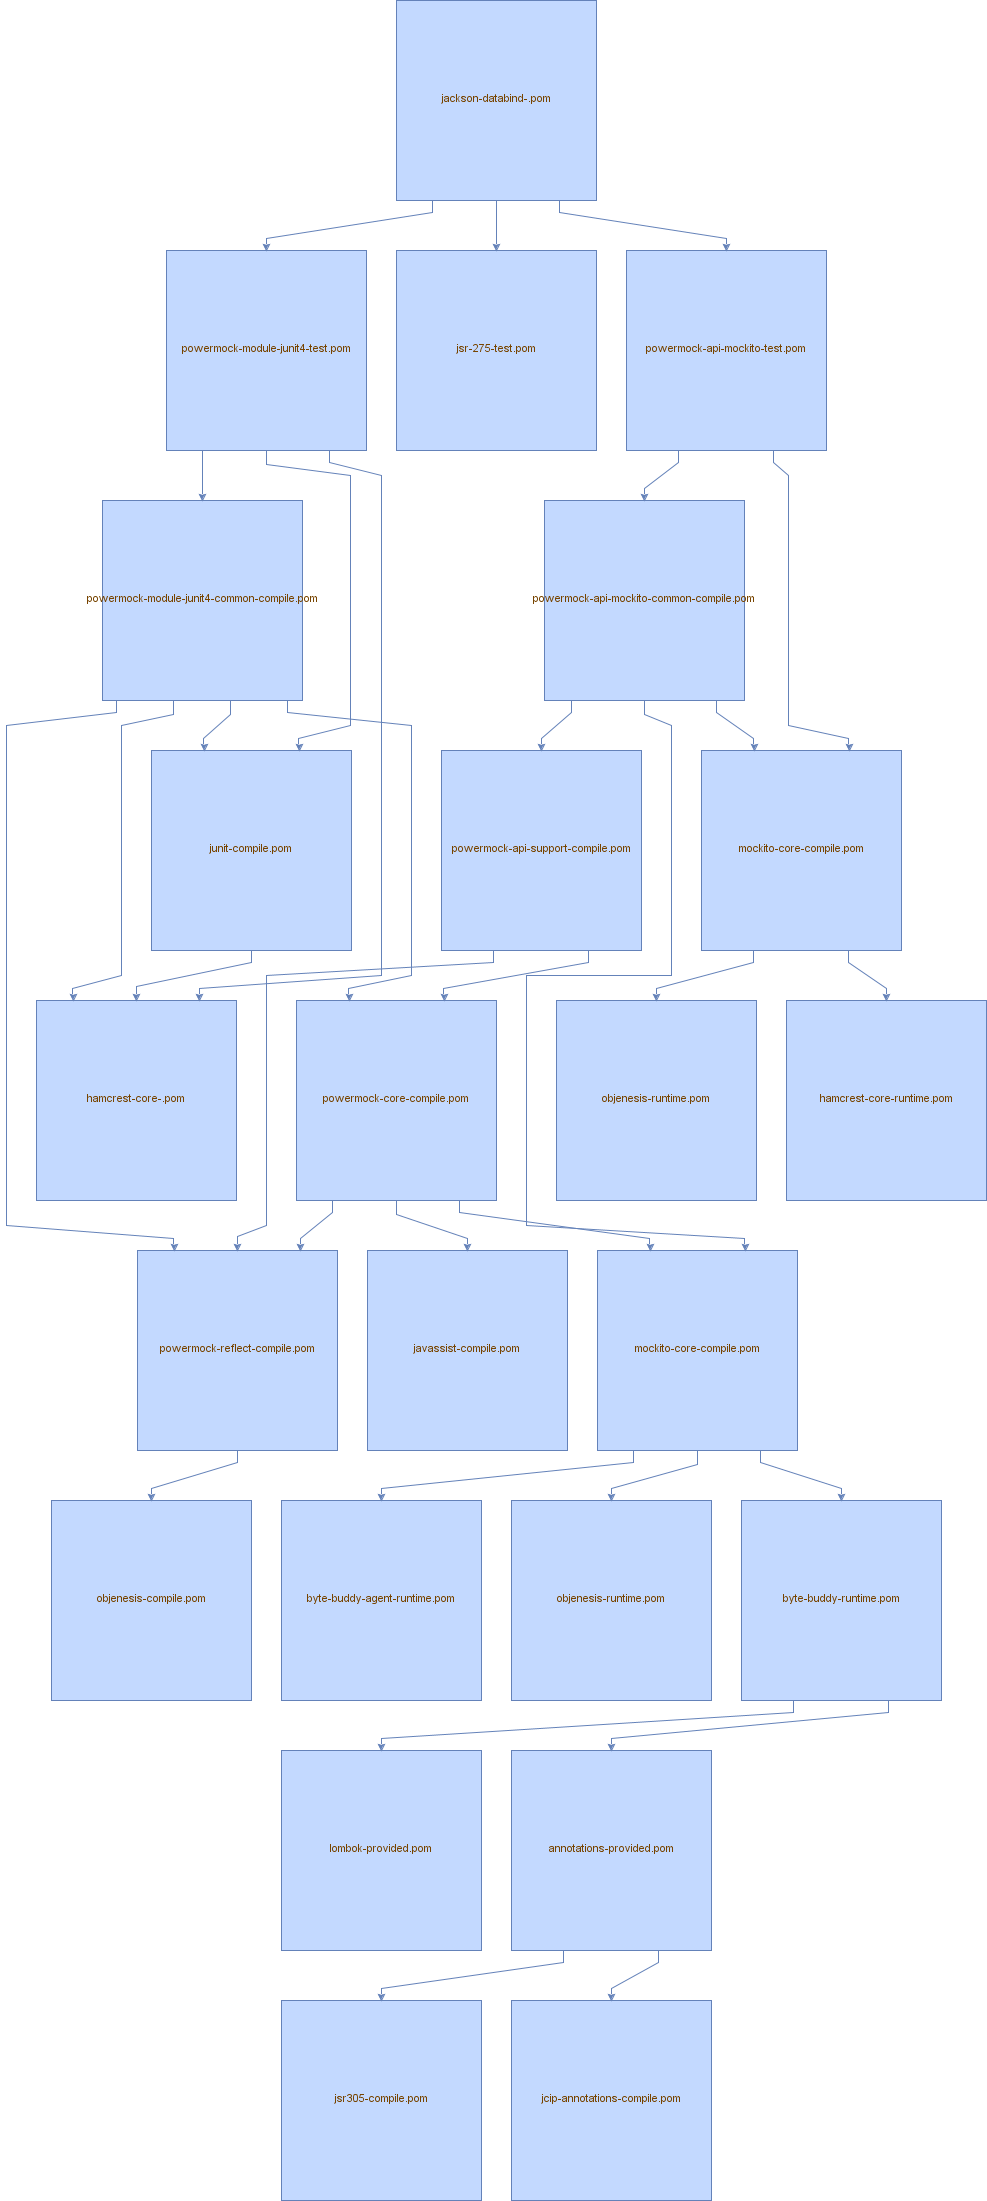 jackson-databind-.pom
powermock-module-junit4-test.pom
jsr-275-test.pom
powermock-api-mockito-test.pom
powermock-module-junit4-common-compile.pom
powermock-api-mockito-common-compile.pom
junit-compile.pom
powermock-api-support-compile.pom
mockito-core-compile.pom
hamcrest-core-.pom
powermock-core-compile.pom
objenesis-runtime.pom
hamcrest-core-runtime.pom
powermock-reflect-compile.pom
javassist-compile.pom
mockito-core-compile.pom
objenesis-compile.pom
byte-buddy-agent-runtime.pom
objenesis-runtime.pom
byte-buddy-runtime.pom
lombok-provided.pom
annotations-provided.pom
jsr305-compile.pom
jcip-annotations-compile.pom